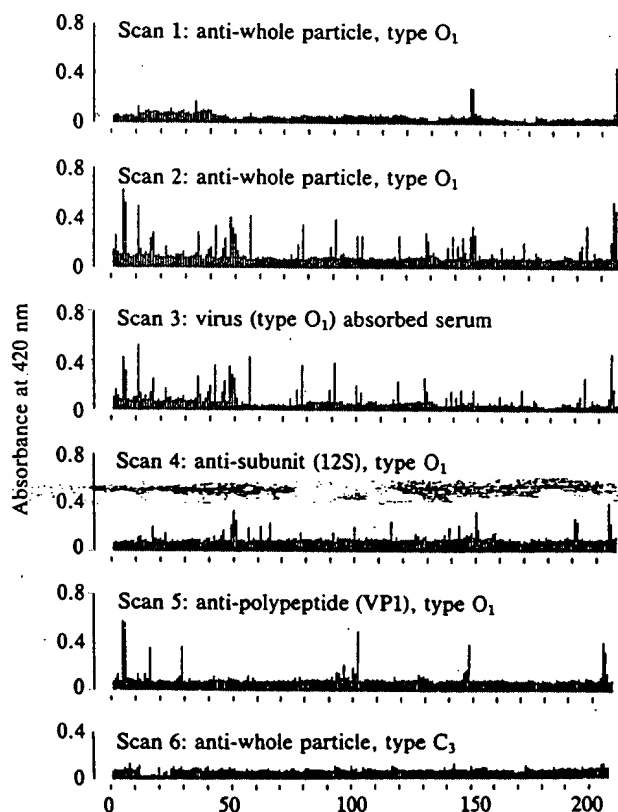 0.8
Scan 1: anti-whole particle, type O₁
0.4
0
0.8
Scan 2: anti-whole particle, type O₁
0.4
0
0.8
Scan 3: virus (type O₁) absorbed serum
0.4
0
Absorbance at 420 nm
0.8
Scan 4: anti-subunit (12S), type O₁
0.4
0
0.8
Scan 5: anti-polypeptide (VP1), type O₁
0.4
0
0.4
Scan 6: anti-whole particle, type C₃
0
0 50 100 150 200